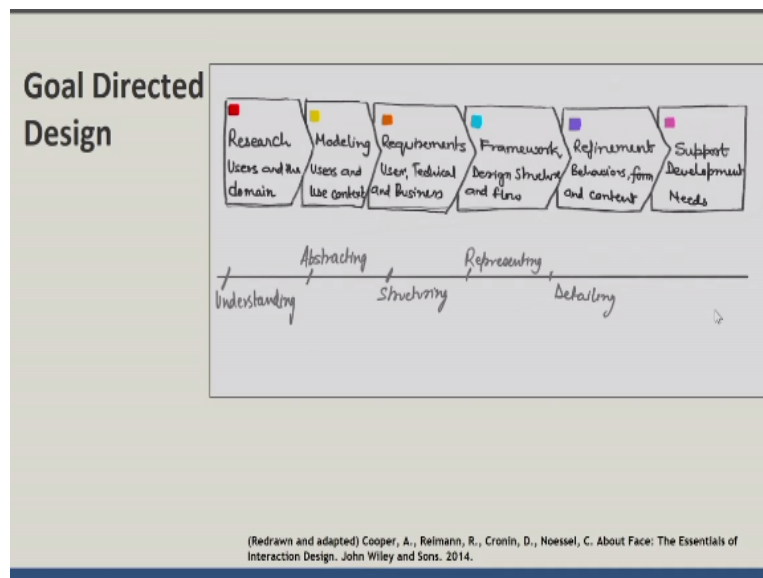 Goal Directed
Design
Research
Users and the
domain
Modeling
Users and
Use context
Requirements
User, Technical
and Business
Framework
Design Structure
and flow
Refinement
Behaviors, form
and content
Support
Development
Needs
Abstracting
Representing
Understanding
Structuring
Detailing
(Redrawn and adapted) Cooper, A., Reimann, R., Cronin, D., Noessel, C. About Face: The Essentials of
Interaction Design. John Wiley and Sons. 2014.